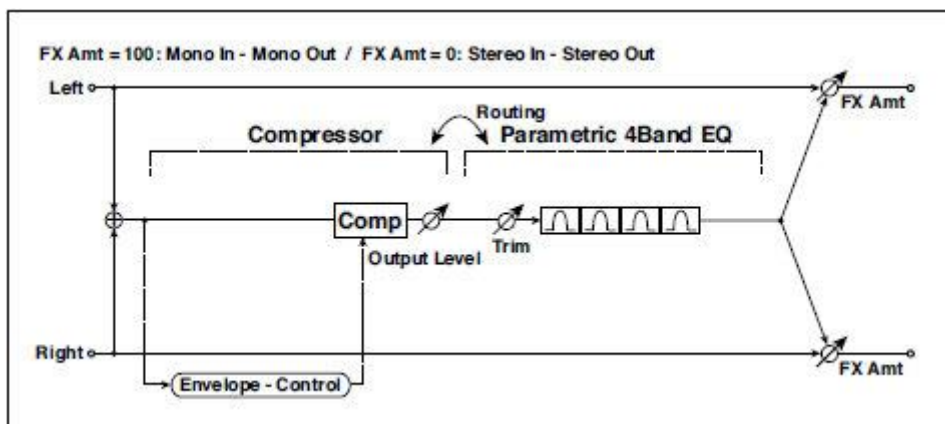 FX Amt = 100: Mono In - Mono Out / FX Amt = 0: Stereo In - Stereo Out
Left
FX Amt
Routing
Compressor
Parametric 4Band EQ
Comp
Output Level
Trim
Right
FX Amt
Envelope - Control